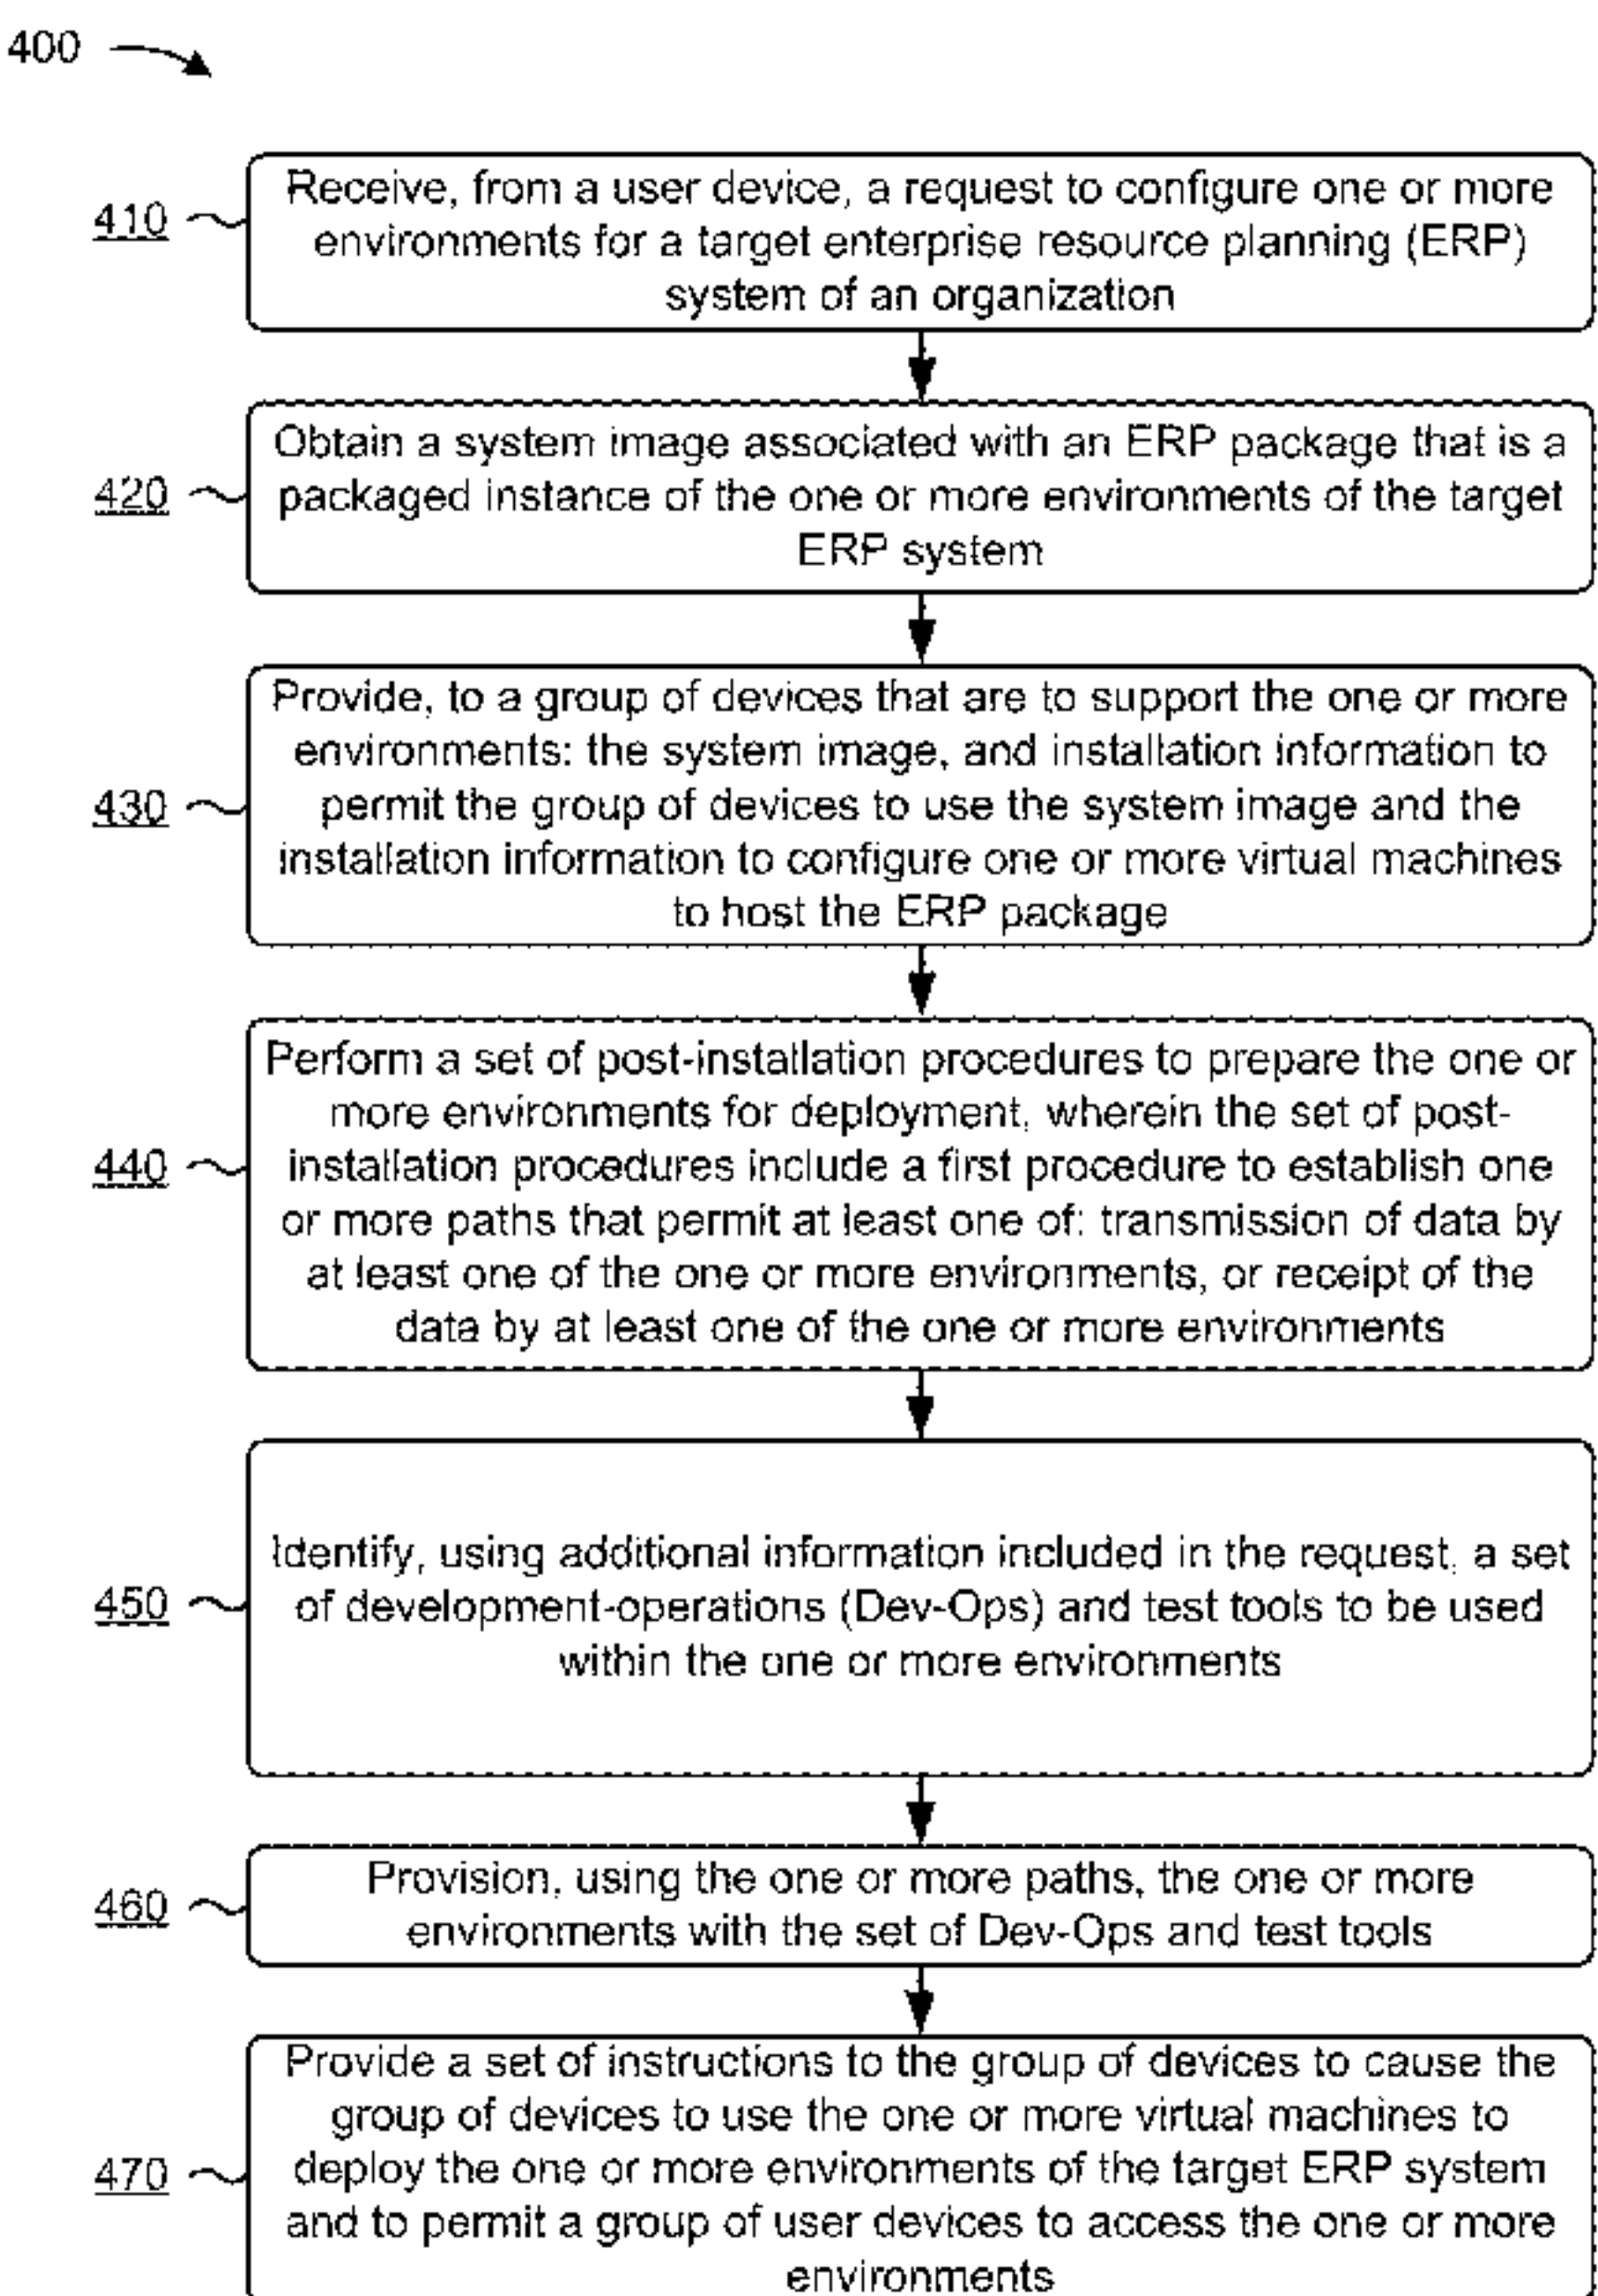 400
410
Receive, from a user device, a request to configure one or more
environments for a target enterprise resource planning (ERP)
system of an organization
420
Obtain a system image associated with an ERP package that is a
packaged instance of the one or more environments of the target
ERP system
430
Provide, to a group of devices that are to support the one or more
environments: the system image, and installation information to
permit the group of devices to use the system image and the
installation information to configure one or more virtual machines
to host the ERP package
440
Perform a set of post-installation procedures to prepare the one or
more environments for deployment, wherein the set of post-
installation procedures include a first procedure to establish one
or more paths that permit at least one of: transmission of data by
at least one of the one or more environments, or receipt of the
data by at least one of the one or more environments
450
Identify, using additional information included in the request, a set
of development-operations (Dev-Ops) and test tools to be used
within the one or more environments
460
Provision, using the one or more paths, the one or more
environments with the set of Dev-Ops and test tools
470
Provide a set of instructions to the group of devices to cause the
group of devices to use the one or more virtual machines to
deploy the one or more environments of the target ERP system
and to permit a group of user devices to access the one or more
environments